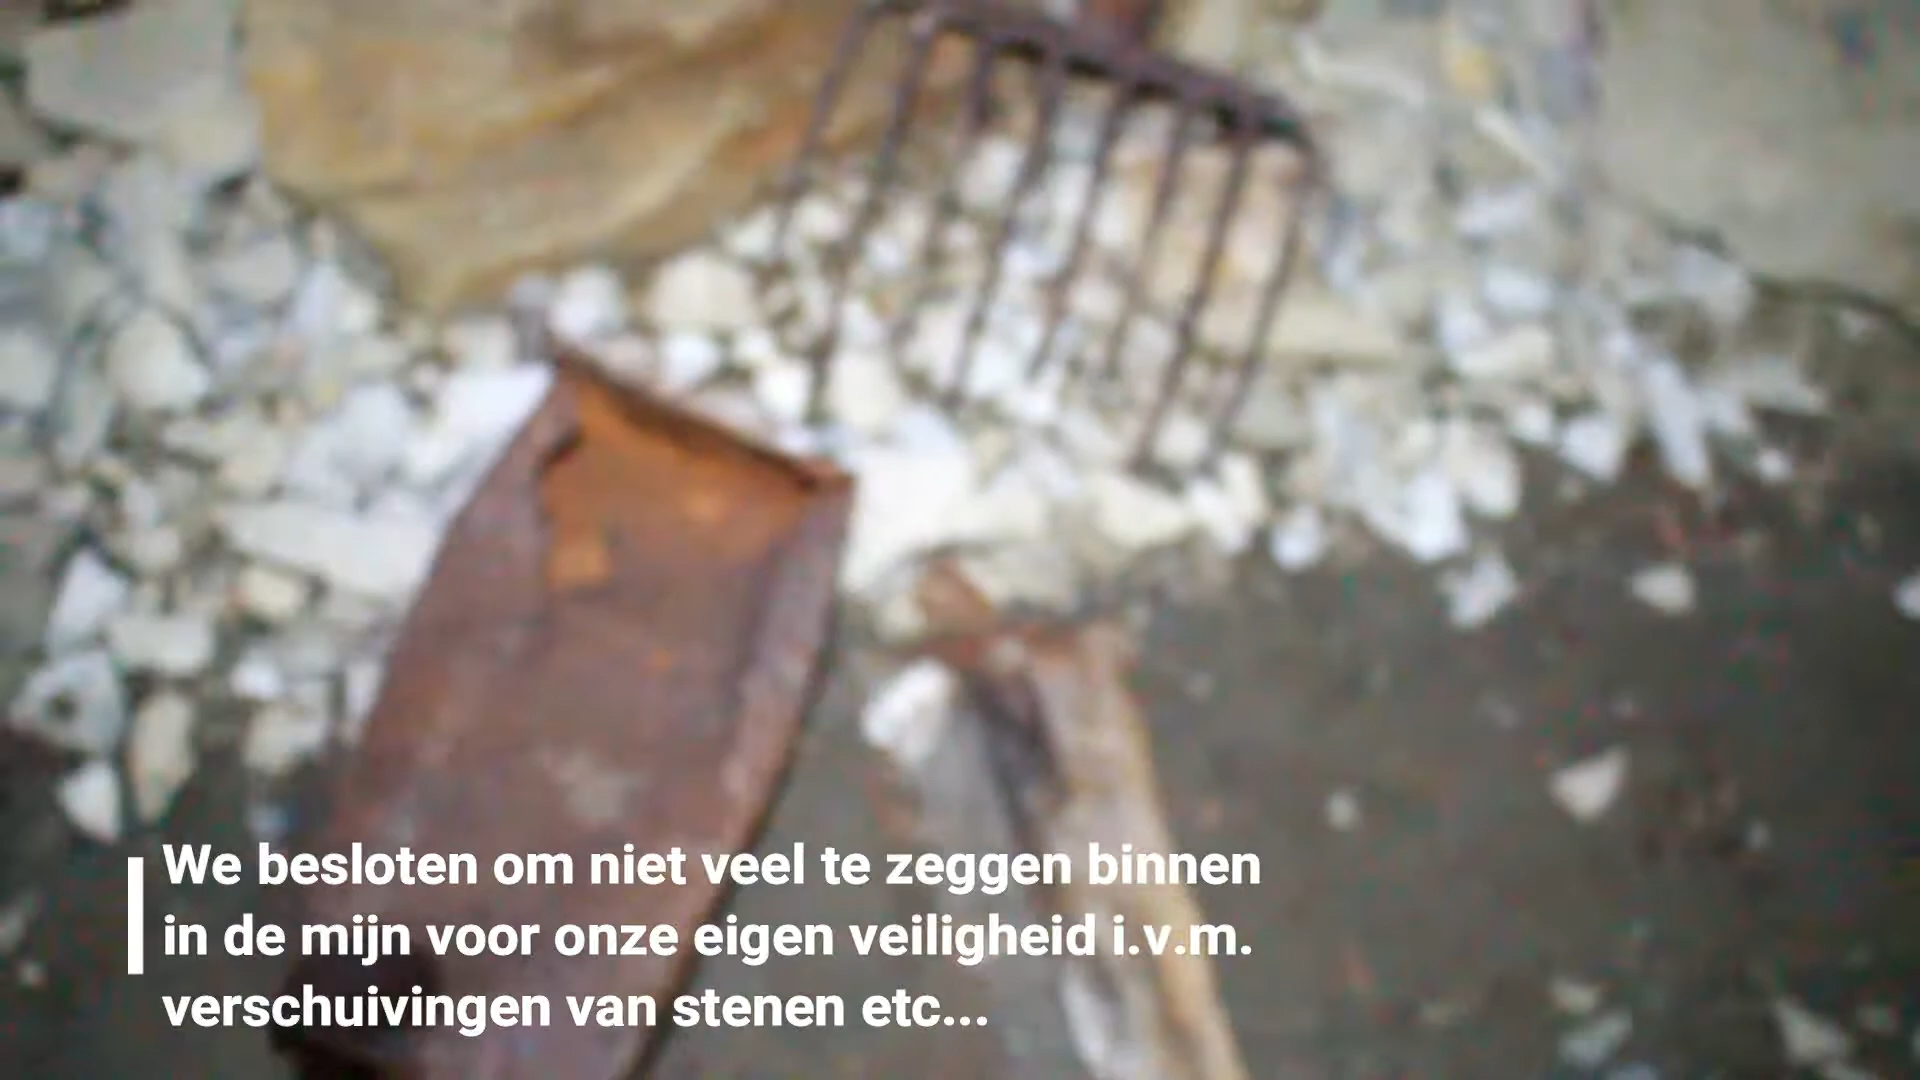 We besloten om niet veel te zeggen binnen
in de mijn voor onze eigen veiligheid i.v.m.
verschuivingen van stenen etc...